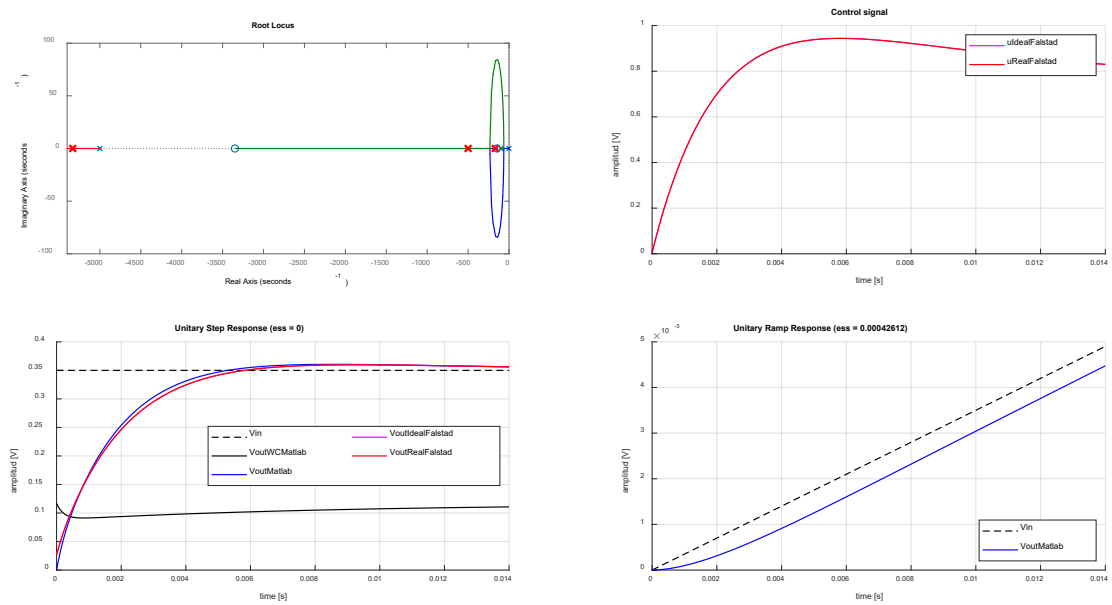 Root Locus
100
50
0
-50
-100
Imaginary Axis (seconds
-1
)
-5000 -4500 -4000 -3500 -3000 -2500 -2000 -1500 -1000 -500 0
Real Axis (seconds -1 )
Control signal
1
0.8
0.6
0.4
0.2
0
amplitud [V]
uIdealFalstad
uRealFalstad
0 0.002 0.004 0.006 0.008 0.01 0.012 0.014
time [s]
Unitary Step Response (ess = 0)
0.4
0.35
0.3
0.25
0.2
0.15
0.1
0.05
0
amplitud [V]
Vin
VoutWCMatlab
VoutMatlab
VoutIdealFalstad
VoutRealFalstad
0 0.002 0.004 0.006 0.008 0.01 0.012 0.014
time [s]
Unitary Ramp Response (ess = 0.00042612)
× 10 -3
5
4
3
2
1
0
amplitud [V]
Vin
VoutMatlab
0 0.002 0.004 0.006 0.008 0.01 0.012 0.014
time [s]